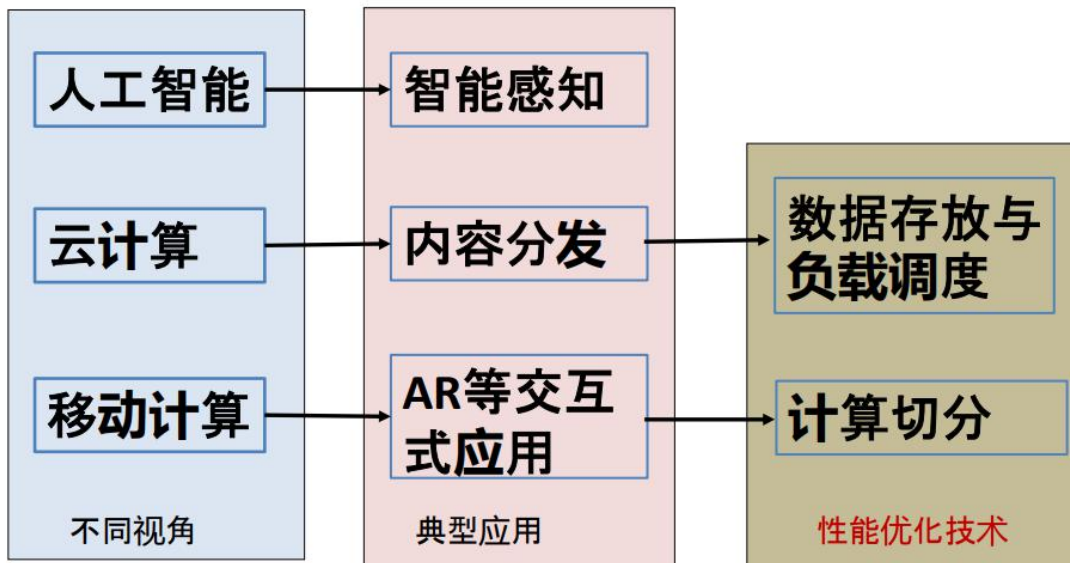 人工智能
智能感知
云计算
内容分发
数据存放与
负载调度
移动计算
AR等交互
式应用
计算切分
不同视角
典型应用
性能优化技术